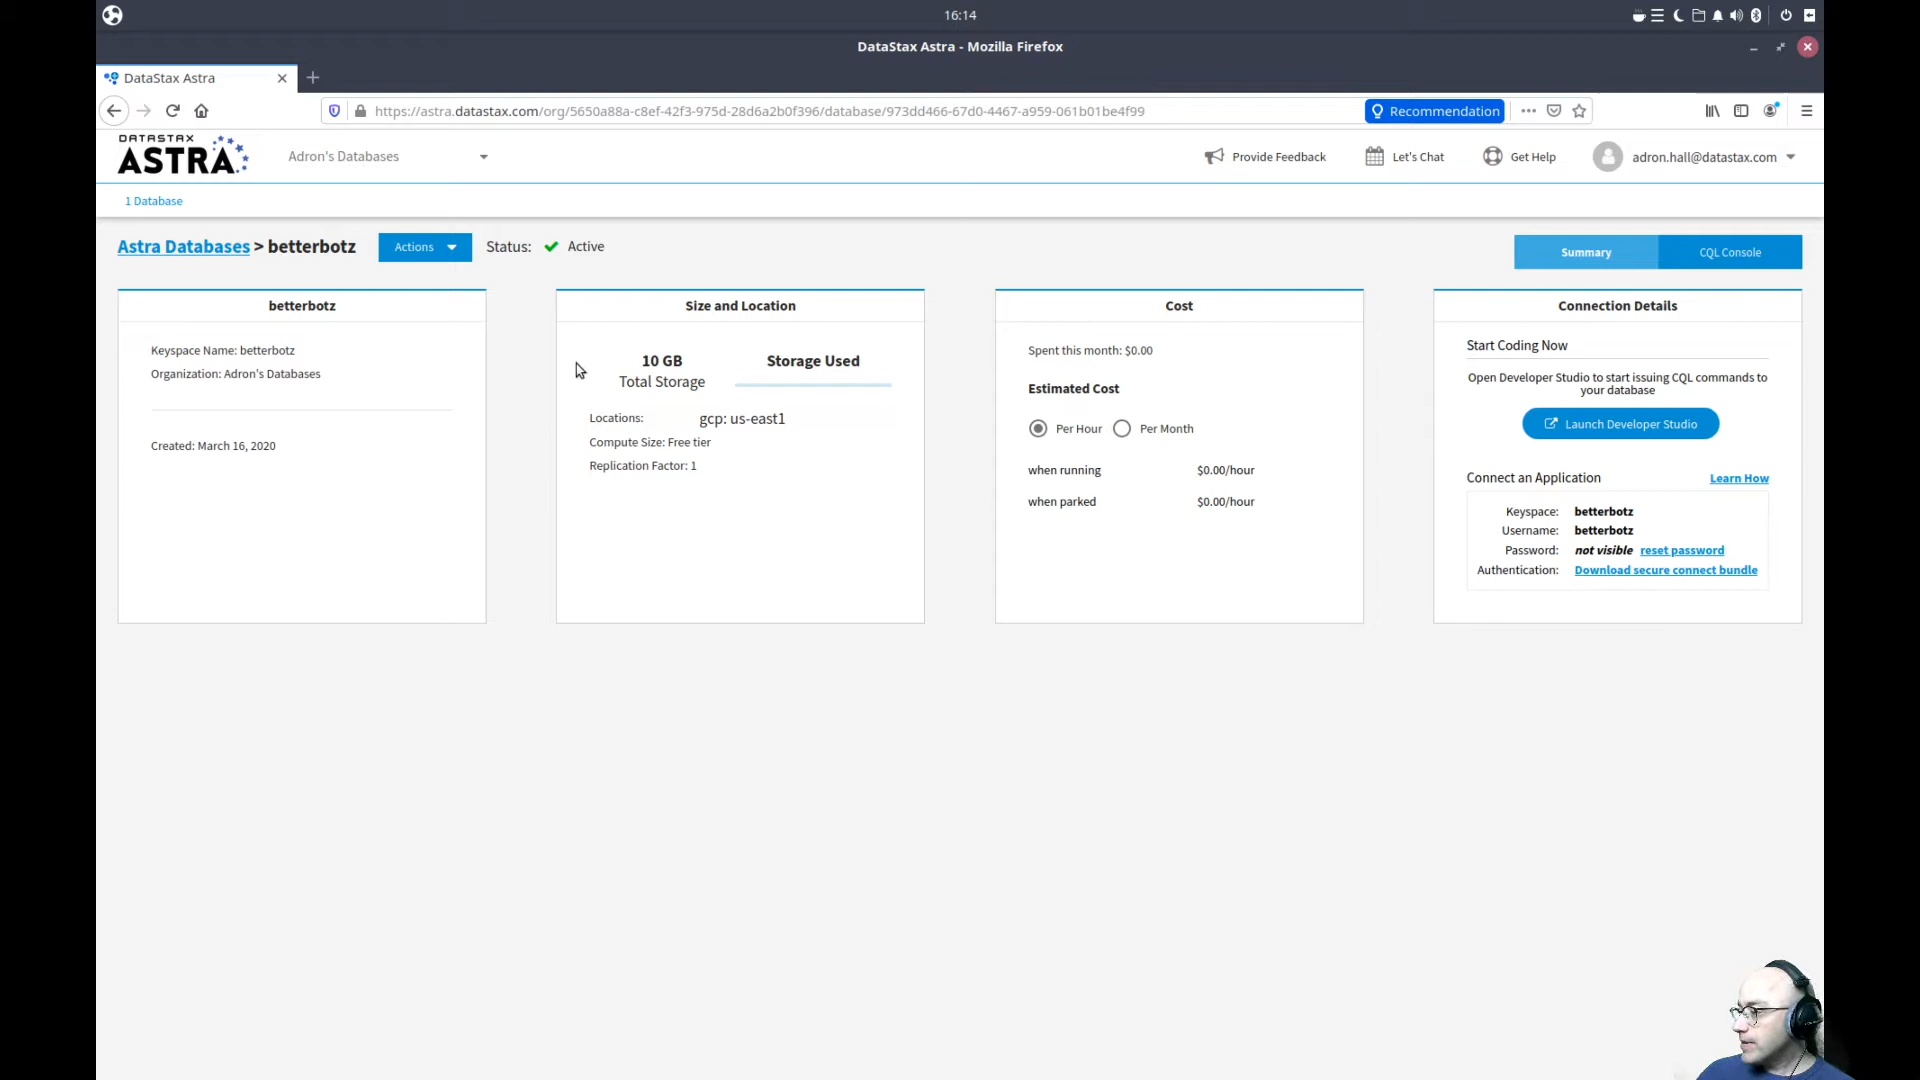 16:14
DataStax Astra - Mozilla Firefox
DataStax Astra
https://astra.datastax.com/org/5650a88a-c8ef-42f3-975d-28d6a2b0f396/database/973dd466-67d0-4467-a959-061b01be4f99
Recommendation
DATASTAX
ASTRA
Adron's Databases
Provide Feedback
Let's Chat
Get Help
adron.hall@datastax.com
1 Database
Astra Databases > betterbotz
Actions
Status: Active
Summary
CQL Console
betterbotz
Keyspace Name: betterbotz
Organization: Adron's Databases
Created: March 16, 2020
Size and Location
10 GB
Total Storage
Storage Used
Locations: gcp: us-east1
Compute Size: Free tier
Replication Factor: 1
Cost
Spent this month: $0.00
Estimated Cost
Per Hour Per Month
when running $0.00/hour
when parked $0.00/hour
Connection Details
Start Coding Now
Open Developer Studio to start issuing CQL commands to
your database
Launch Developer Studio
Connect an Application Learn How
Keyspace: betterbotz
Username: betterbotz
Password: not visible reset password
Authentication: Download secure connect bundle